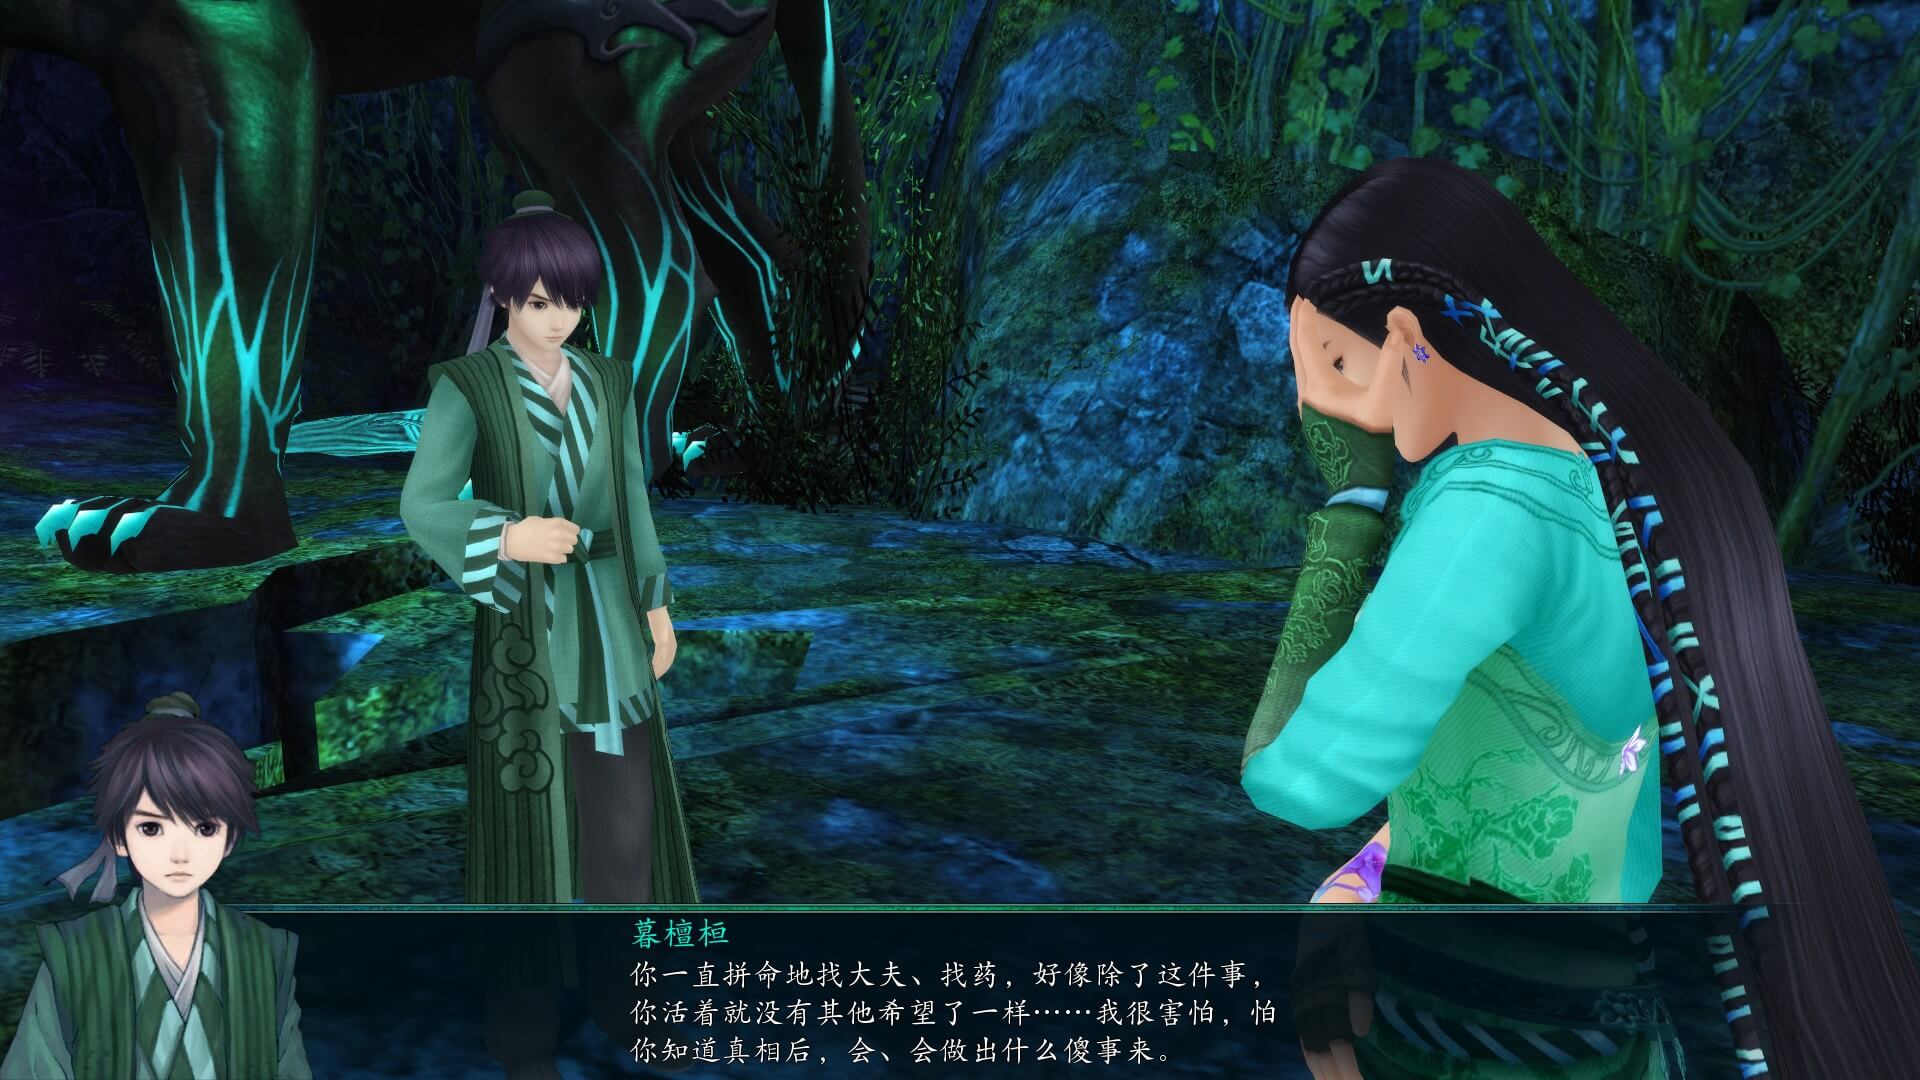 暮檀桓
你一直拼命地找大夫、找药，好像除了这件事，
你活着就没有其他希望了一样……我很害怕，怕
你知道真相后，会、会做出什么傻事来。